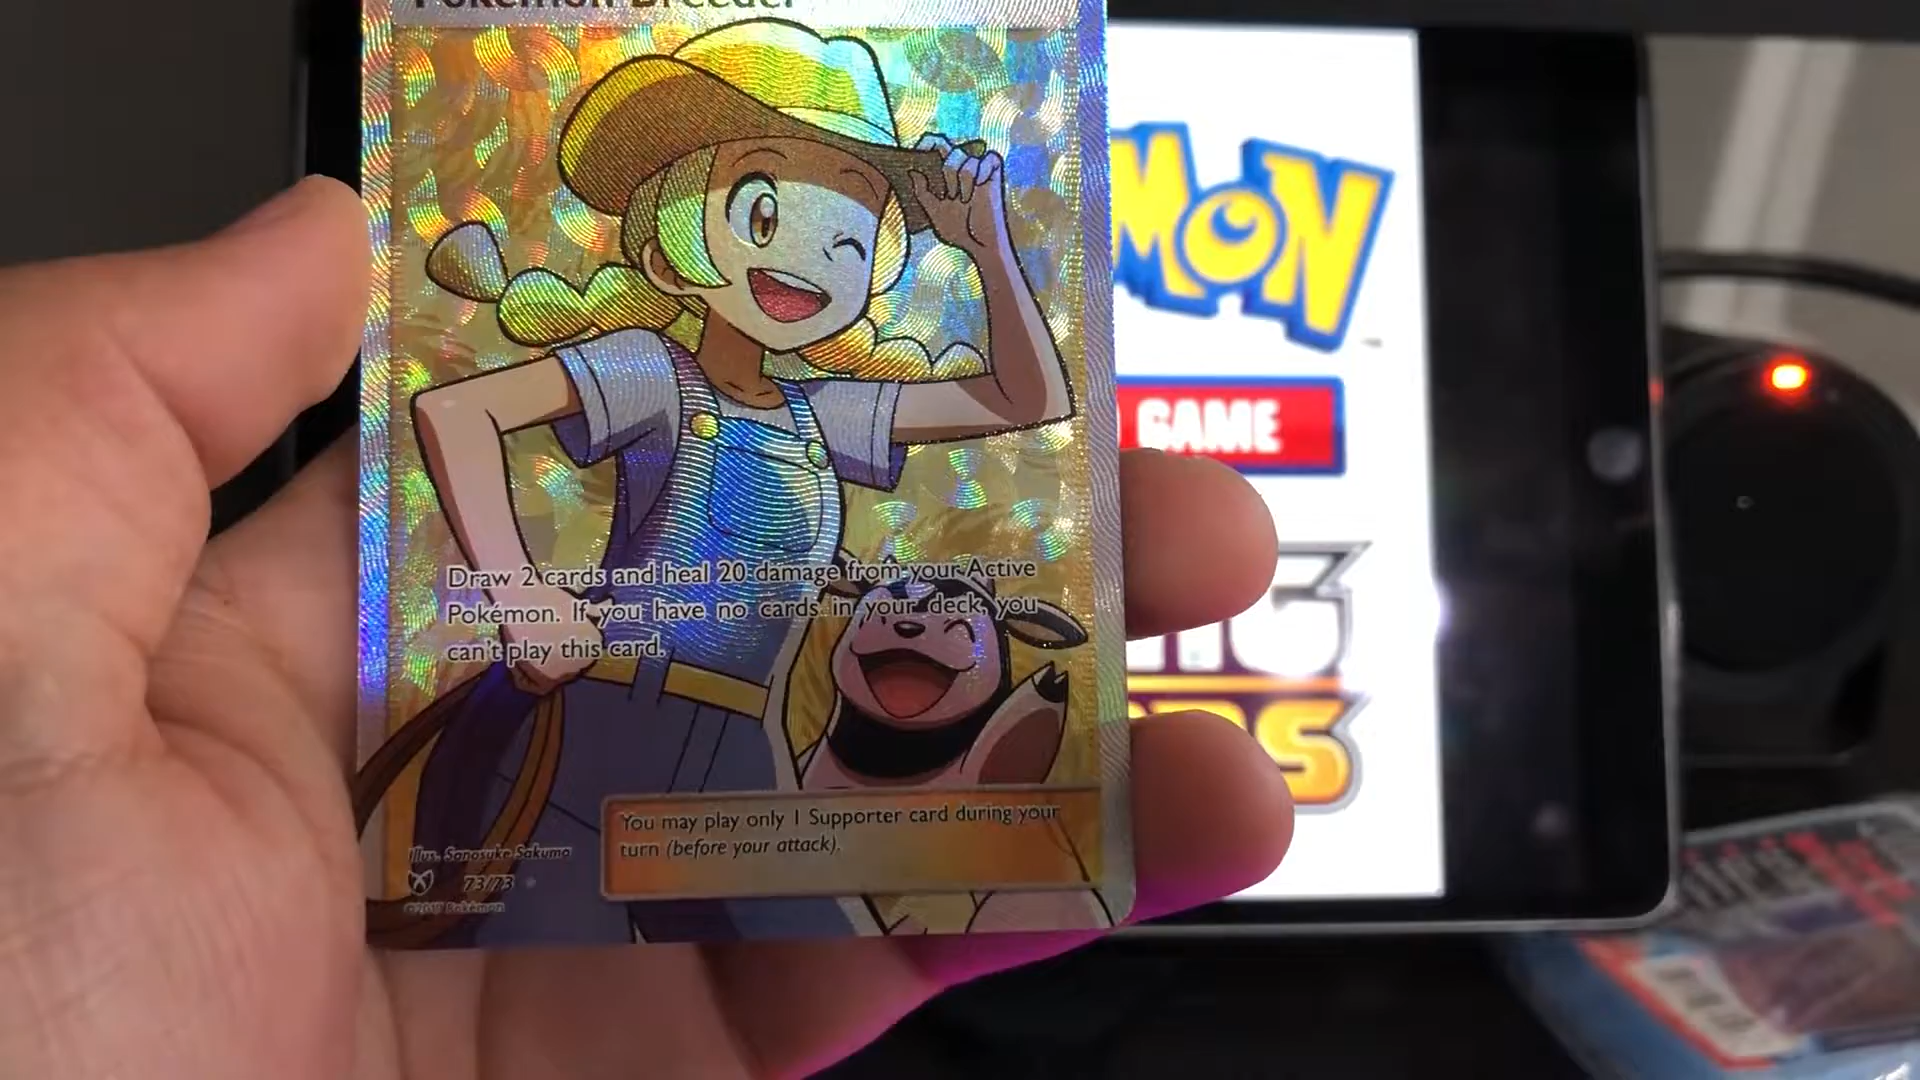 Pokémon Breeder
MON
GAME
Draw 2 cards and heal 20 damage from your Active
Pokémon. If you have no cards in your deck, you
can't play this card.
You may play only 1 Supporter card during your
turn (before your attack).
Illus. Sanosuke Sakuma
73/73
©2017 Pokémon